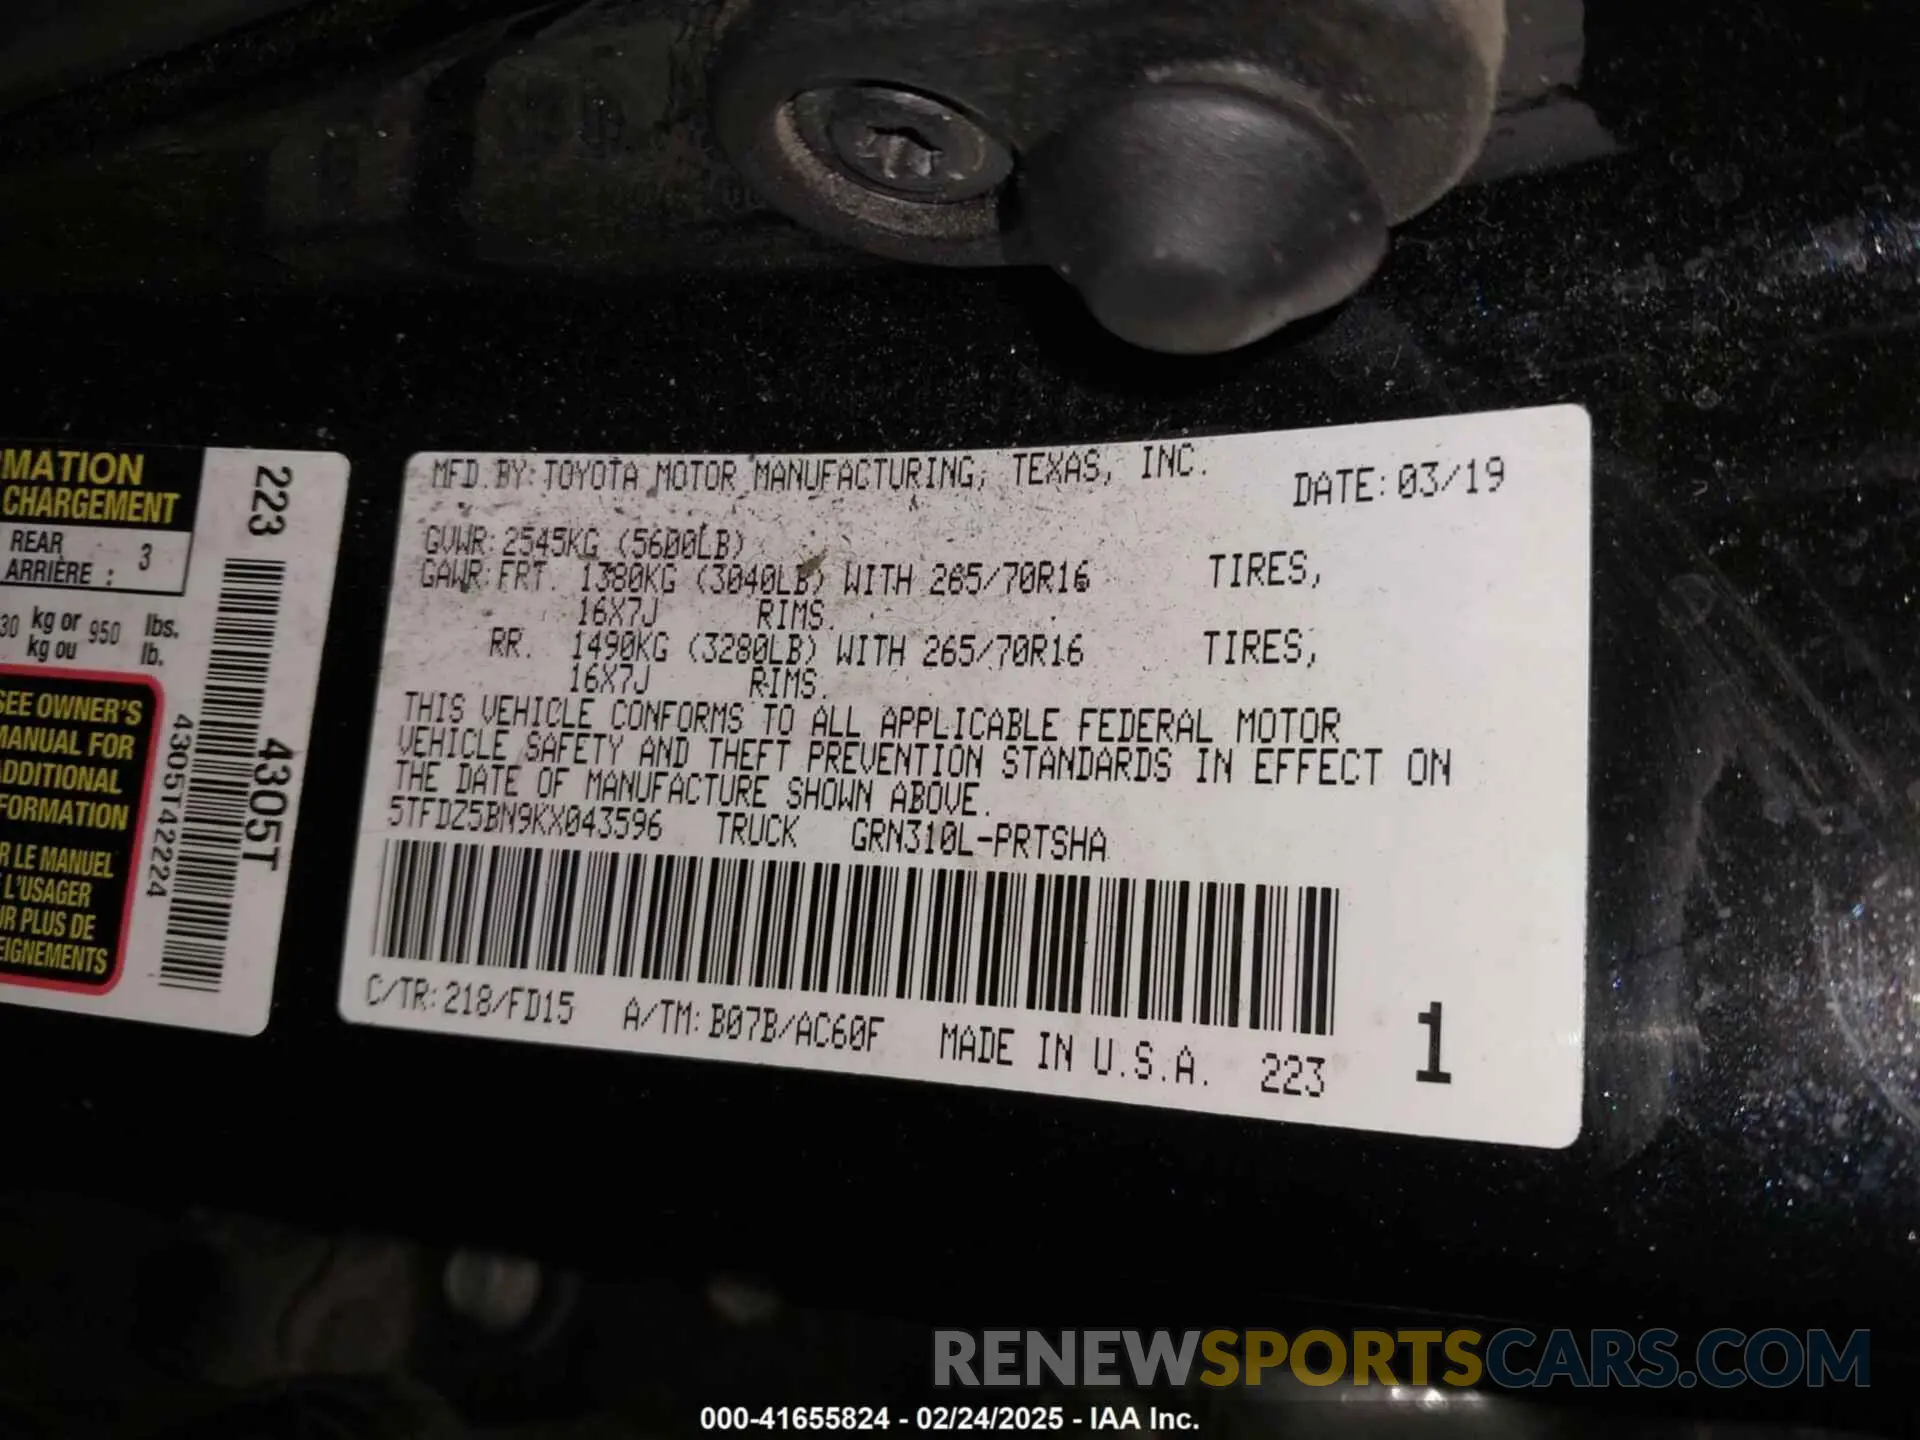 MATION
CHARGEMENT
REAR
ARRIÈRE : 3
30 kg or 950 lbs.
kg ou lb.
SEE OWNER'S
MANUAL FOR
ADDITIONAL
FORMATION
R LE MANUEL
L'USAGER
UR PLUS DE
EIGNEMENTS
223
4305T
4305T42224
MFD. BY: TOYOTA MOTOR MANUFACTURING, TEXAS, INC. DATE: 03/19
GVWR: 2545KG (5600LB)
GAWR: FRT. 1380KG (3040LB) WITH 265/70R16 TIRES,
16X7J RIMS.
RR. 1490KG (3280LB) WITH 265/70R16 TIRES,
16X7J RIMS.
THIS VEHICLE CONFORMS TO ALL APPLICABLE FEDERAL MOTOR
VEHICLE SAFETY AND THEFT PREVENTION STANDARDS IN EFFECT ON
THE DATE OF MANUFACTURE SHOWN ABOVE.
5TFDZ5BN9KX043596 TRUCK GRN310L-PRTSHA
C/TR: 218/FD15 A/TM: B07B/AC60F MADE IN U.S.A. 223 1
RENEWSPORTSCARS.COM
000-41655824 - 02/24/2025 - IAA Inc.